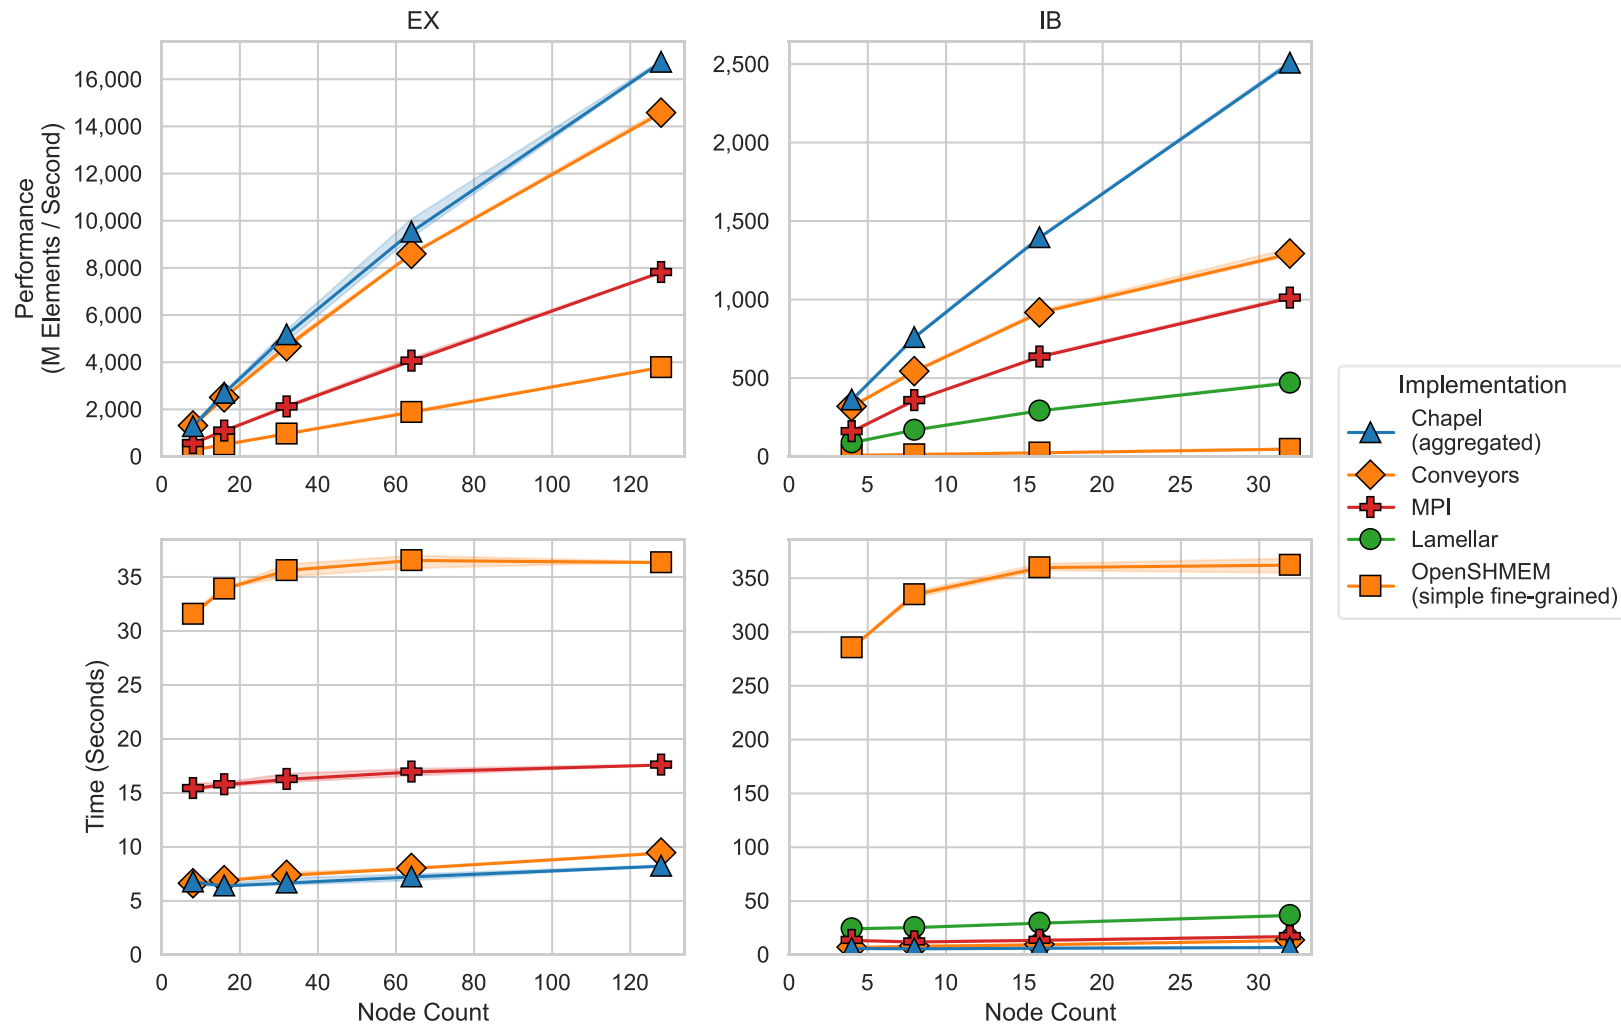 EX
IB
Performance
(M Elements / Second)
16,000
14,000
12,000
10,000
8,000
6,000
4,000
2,000
0
0 20 40 60 80 100 120
2,500
2,000
1,500
1,000
500
0
0 5 10 15 20 25 30
Time (Seconds)
35
30
25
20
15
10
5
0
0 20 40 60 80 100 120
Node Count
350
300
250
200
150
100
50
0
0 5 10 15 20 25 30
Node Count
Implementation
Chapel
(aggregated)
Conveyors
MPI
Lamellar
OpenSHMEM
(simple fine-grained)